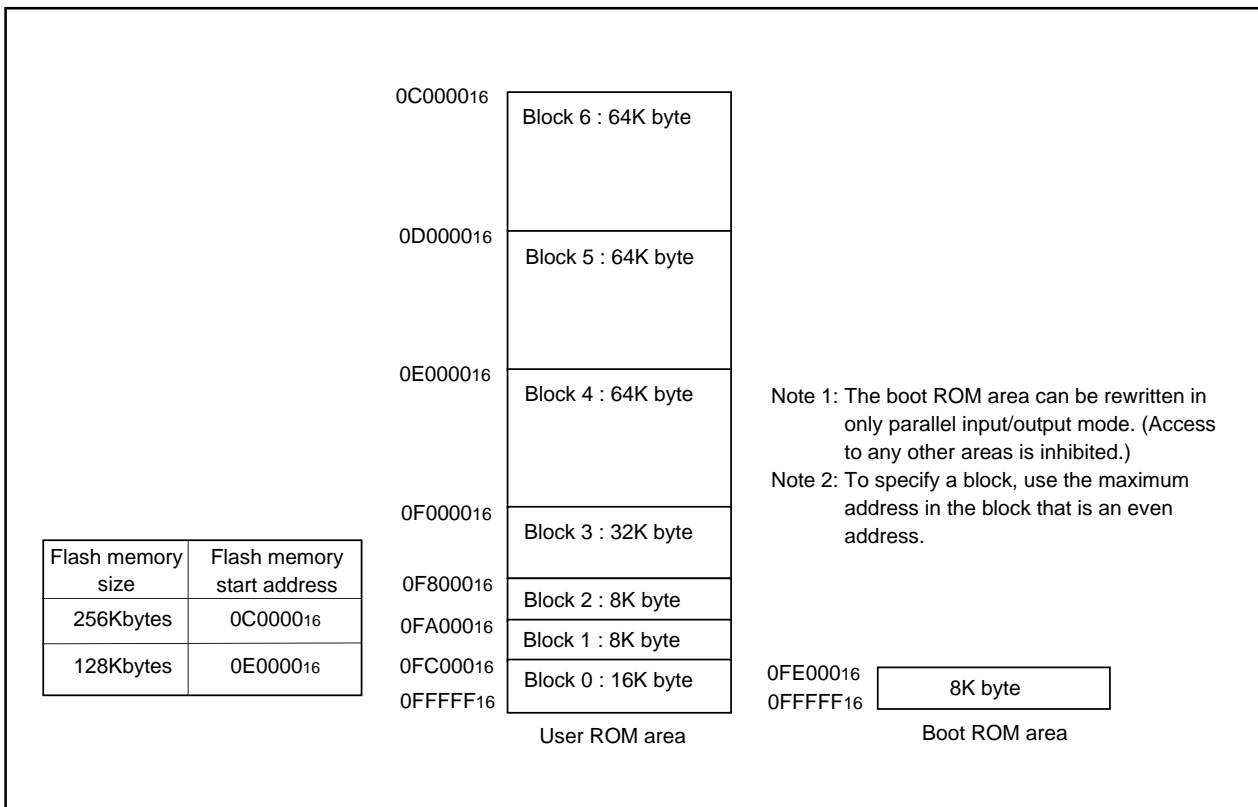 0C000016
Block 6 : 64K byte
0D000016
Block 5 : 64K byte
0E000016
Block 4 : 64K byte
0F000016
Block 3 : 32K byte
0F800016
Block 2 : 8K byte
0FA00016
Block 1 : 8K byte
0FC00016
Block 0 : 16K byte
0FFFFF16
User ROM area
Flash memory size
Flash memory start address
256Kbytes
0C000016
128Kbytes
0E000016
Note 1: The boot ROM area can be rewritten in
only parallel input/output mode. (Access
to any other areas is inhibited.)
Note 2: To specify a block, use the maximum
address in the block that is an even
address.
0FE00016
8K byte
0FFFFF16
Boot ROM area